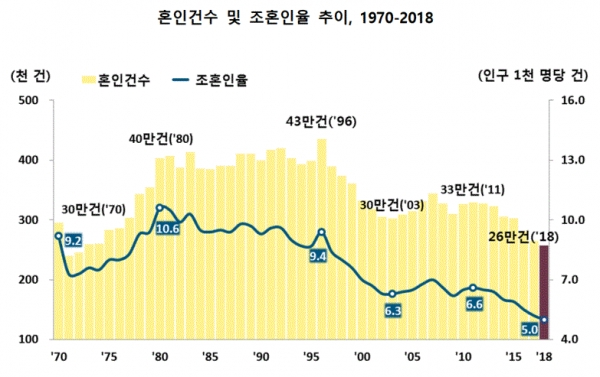 혼인건수 및 조혼인율 추이, 1970-2018
(천 건) (인구 1천 명당 건)
혼인건수 조혼인율
500 16.0
43만건('96)
40만건('80)
400 13.0
33만건('11)
30만건('70) 30만건('03)
300 10.0
26만건('18)
9.2 10.6 9.4
200 7.0
6.3 6.6 5.0
100 4.0
'70 '75 '80 '85 '90 '95 '00 '05 '10 '15 '18